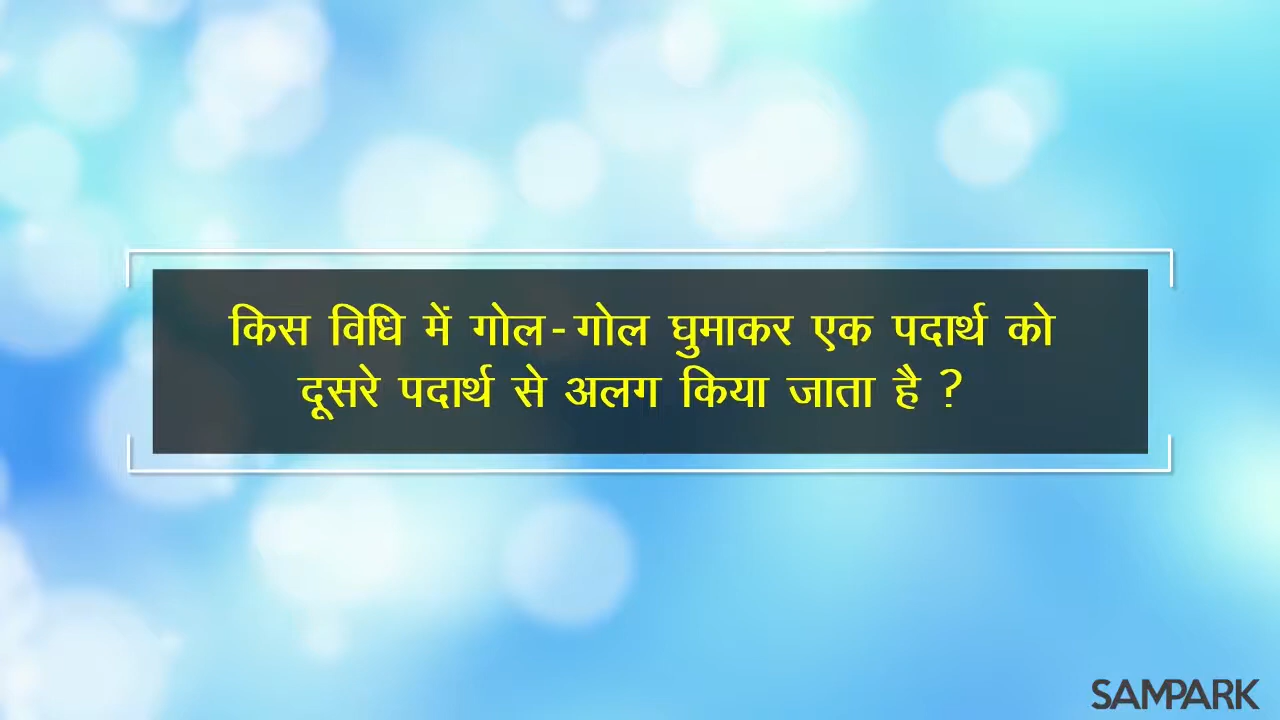 किस विधि में गोल-गोल घुमाकर एक पदार्थ को
दूसरे पदार्थ से अलग किया जाता है ?
SAMPARK